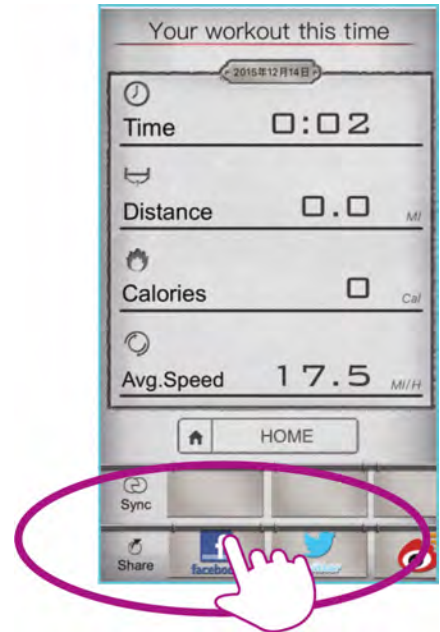 Your workout this time
2015年12月14日
Time 0:02
Distance 0.0 MI
Calories 0 Cal
Avg.Speed 17.5 MI/H
HOME
Sync
Share